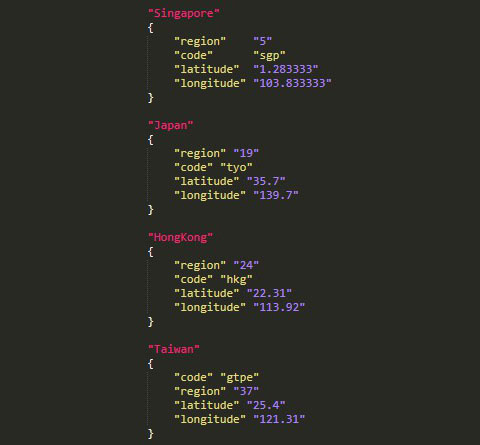 "Singapore"
{
"region" "5"
"code" "sgp"
"latitude" "1.283333"
"longitude" "103.833333"
}
"Japan"
{
"region" "19"
"code" "tyo"
"latitude" "35.7"
"longitude" "139.7"
}
"HongKong"
{
"region" "24"
"code" "hkg"
"latitude" "22.31"
"longitude" "113.92"
}
"Taiwan"
{
"code" "gtpe"
"region" "37"
"latitude" "25.4"
"longitude" "121.31"
}